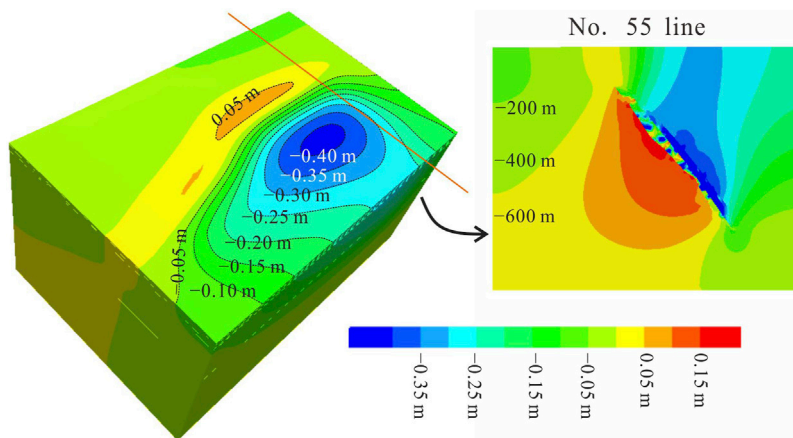 No. 55 line
0.05 m
−0.40 m
−0.35 m
−0.30 m
−0.25 m
−0.20 m
−0.15 m
−0.10 m
−0.05 m
−200 m
−400 m
−600 m
−0.35 m
−0.25 m
−0.15 m
−0.05 m
0.05 m
0.15 m